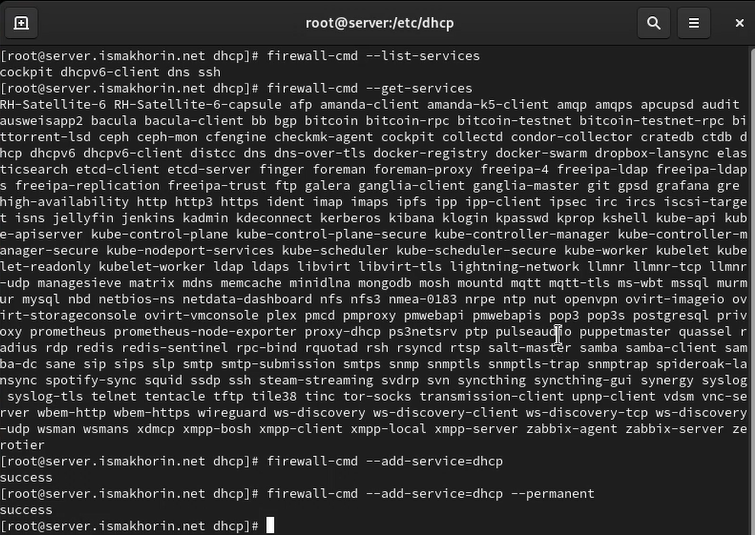 root@server:/etc/dhcp
[root@server.ismakhorin.net dhcp]# firewall-cmd --list-services
cockpit dhcpv6-client dns ssh
[root@server.ismakhorin.net dhcp]# firewall-cmd --get-services
RH-Satellite-6 RH-Satellite-6-capsule afp amanda-client amanda-k5-client amqp amqps apcupsd audit
ausweisapp2 bacula bacula-client bb bgp bitcoin bitcoin-rpc bitcoin-testnet bitcoin-testnet-rpc bi
ttorrent-lsd ceph ceph-mon cfengine checkmk-agent cockpit collectd condor-collector cratedb ctdb d
hcp dhcpv6 dhcpv6-client distcc dns dns-over-tls docker-registry docker-swarm dropbox-lansync elas
ticsearch etcd-client etcd-server finger foreman foreman-proxy freeipa-4 freeipa-ldap freeipa-ldap
s freeipa-replication freeipa-trust ftp galera ganglia-client ganglia-master git gpsd grafana gre
high-availability http http3 https ident imap imaps ipfs ipp ipp-client ipsec irc ircs iscsi-targe
t isns jellyfin jenkins kadmin kdeconnect kerberos kibana klogin kpasswd kprop kshell kube-api kub
e-apiserver kube-control-plane kube-control-plane-secure kube-controller-manager kube-controller-m
anager-secure kube-nodeport-services kube-scheduler kube-scheduler-secure kube-worker kubelet kube
let-readonly kubelet-worker ldap ldaps libvirt libvirt-tls lightning-network llmnr llmnr-tcp llmnr
-udp managesieve matrix mdns memcache minidlna mongodb mosh mountd mqtt mqtt-tls ms-wbt mssql murm
ur mysql nbd netbios-ns netdata-dashboard nfs nfs3 nmea-0183 nrpe ntp nut openvpn ovirt-imageio ov
irt-storageconsole ovirt-vmconsole plex pmcd pmproxy pmwebapi pmwebapis pop3 pop3s postgresql priv
oxy prometheus prometheus-node-exporter proxy-dhcp ps3netsrv ptp pulseaudio puppetmaster quassel r
adius rdp redis redis-sentinel rpc-bind rquotad rsh rsyncd rtsp salt-master samba samba-client sam
ba-dc sane sip sips slp smtp smtp-submission smtps snmp snmptls snmptls-trap snmptrap spideroak-la
nsync spotify-sync squid ssdp ssh steam-streaming svdrp svn syncthing syncthing-gui synergy syslog
syslog-tls telnet tentacle tftp tile38 tinc tor-socks transmission-client upnp-client vdsm vnc-se
rver wbem-http wbem-https wireguard ws-discovery ws-discovery-client ws-discovery-tcp ws-discovery
-udp wsman wsmans xdmcp xmpp-bosh xmpp-client xmpp-local xmpp-server zabbix-agent zabbix-server ze
rotier
[root@server.ismakhorin.net dhcp]# firewall-cmd --add-service=dhcp
success
[root@server.ismakhorin.net dhcp]# firewall-cmd --add-service=dhcp --permanent
success
[root@server.ismakhorin.net dhcp]#